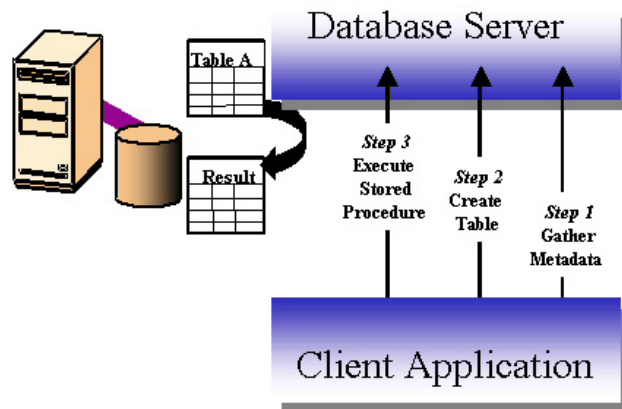 Database Server
Table A
Result
Step 3
Execute
Stored
Procedure
Step 2
Create
Table
Step 1
Gather
Metadata
Client Application